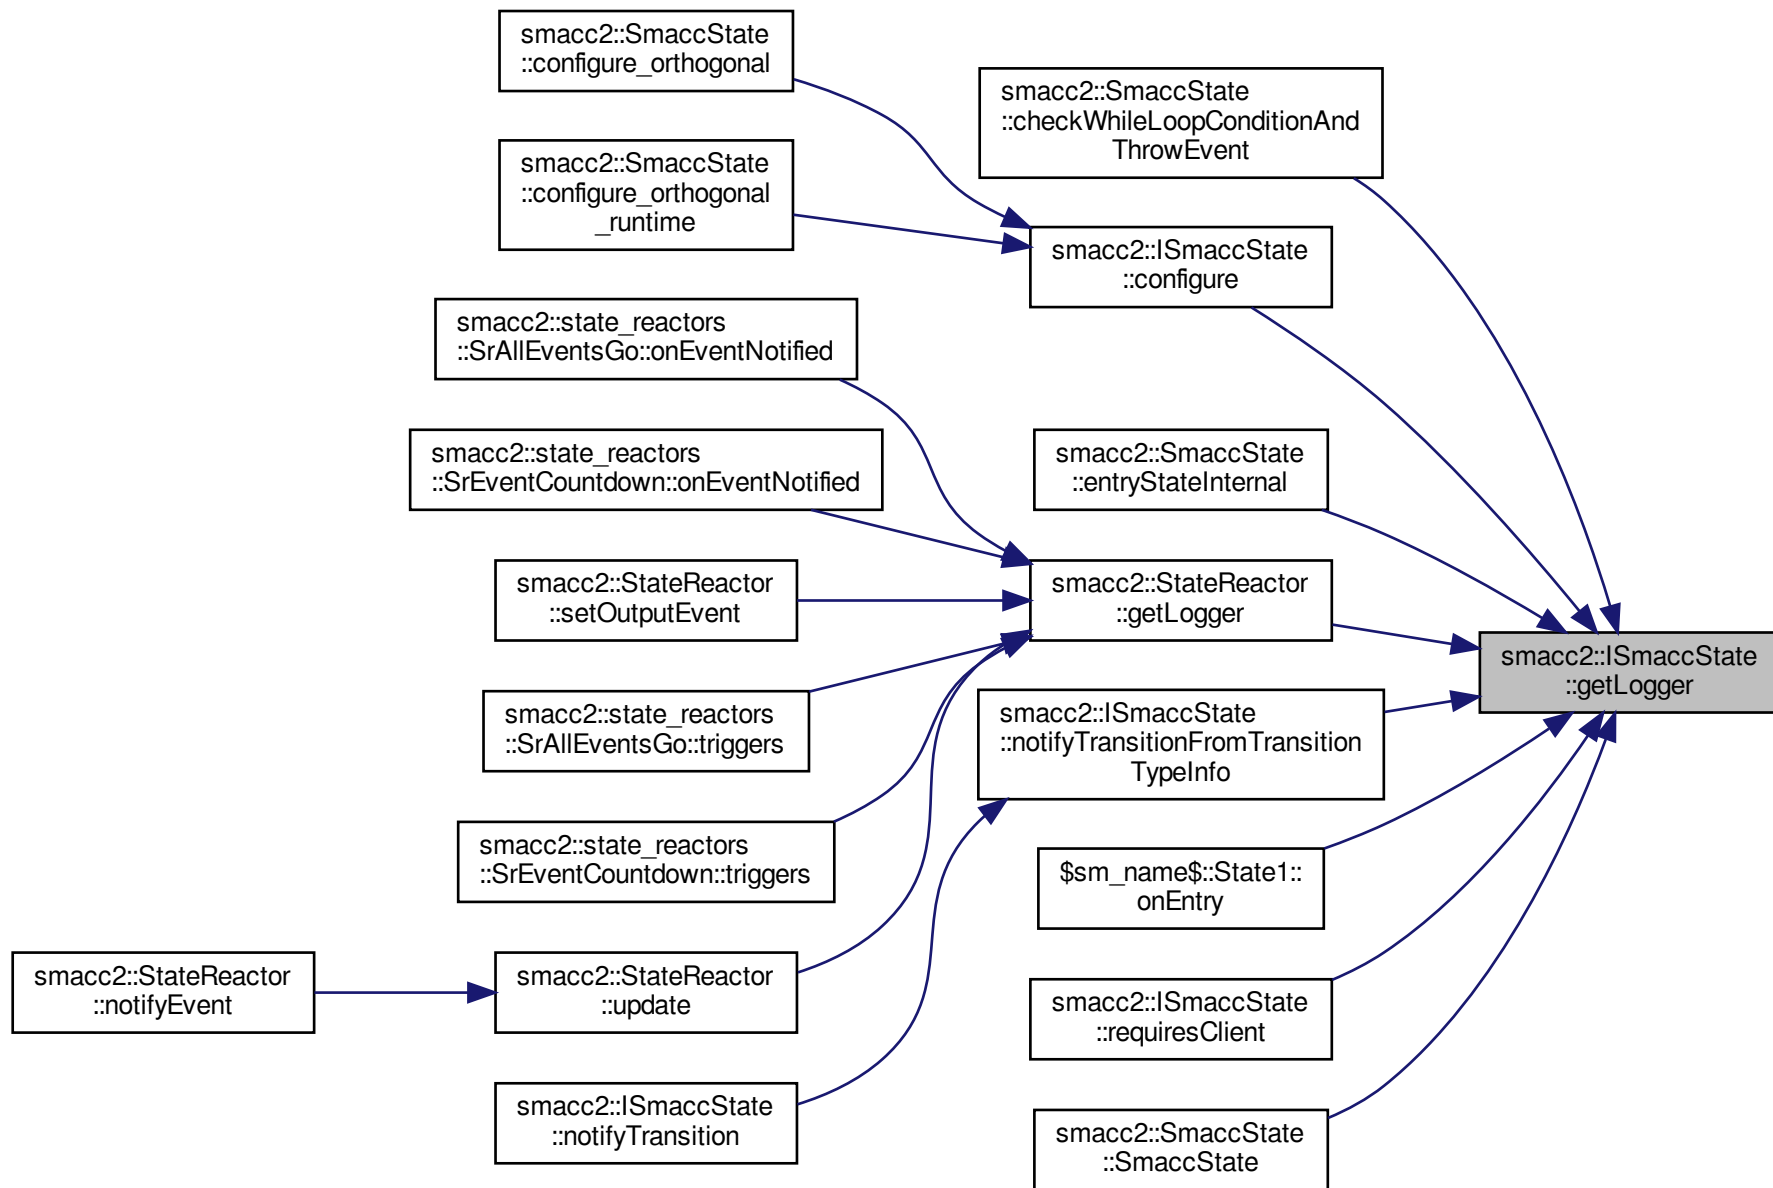 smacc2::SmaccState
::configure_orthogonal
smacc2::SmaccState
::checkWhileLoopConditionAnd
ThrowEvent
smacc2::SmaccState
::configure_orthogonal
_runtime
smacc2::ISmaccState
::configure
smacc2::state_reactors
::SrAllEventsGo::onEventNotified
smacc2::state_reactors
::SrEventCountdown::onEventNotified
smacc2::SmaccState
::entryStateInternal
smacc2::StateReactor
::setOutputEvent
smacc2::StateReactor
::getLogger
smacc2::ISmaccState
::getLogger
smacc2::state_reactors
::SrAllEventsGo::triggers
smacc2::ISmaccState
::notifyTransitionFromTransition
TypeInfo
smacc2::state_reactors
::SrEventCountdown::triggers
$sm_name$::State1::
onEntry
smacc2::StateReactor
::notifyEvent
smacc2::StateReactor
::update
smacc2::ISmaccState
::requiresClient
smacc2::ISmaccState
::notifyTransition
smacc2::SmaccState
::SmaccState